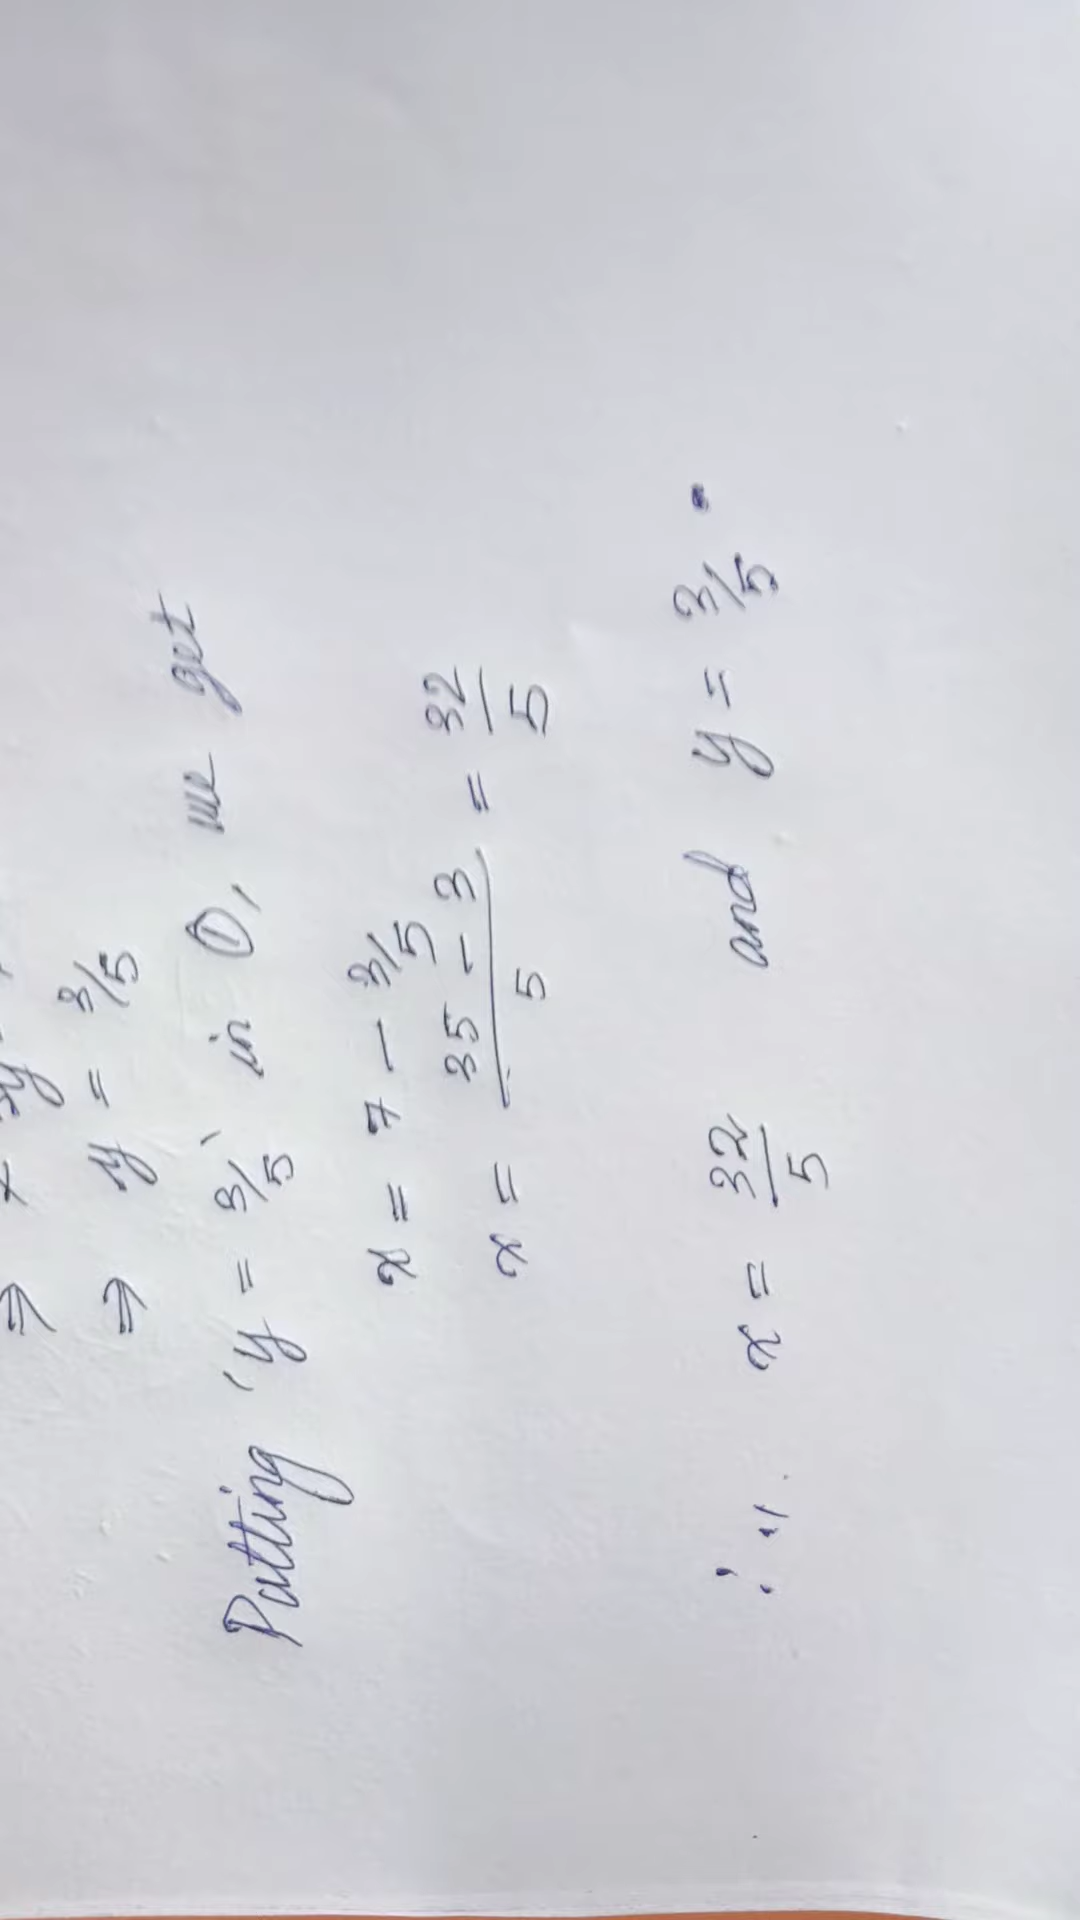 ⇒ y = 3/5
Putting 'y = 3/5' in ①, we get
x = 7 - 3/5
x = 35 - 3/5 = 32/5
∴ x = 32/5 and y = 3/5 .